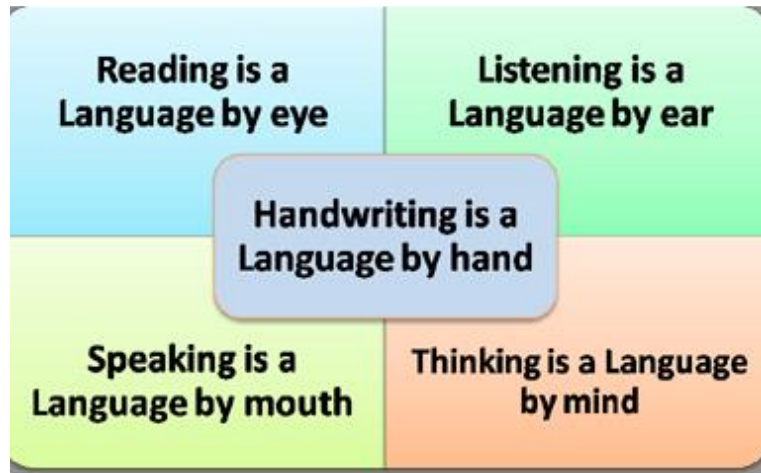 Reading is a
Language by eye
Listening is a
Language by ear
Handwriting is a
Language by hand
Speaking is a
Language by mouth
Thinking is a Language
by mind